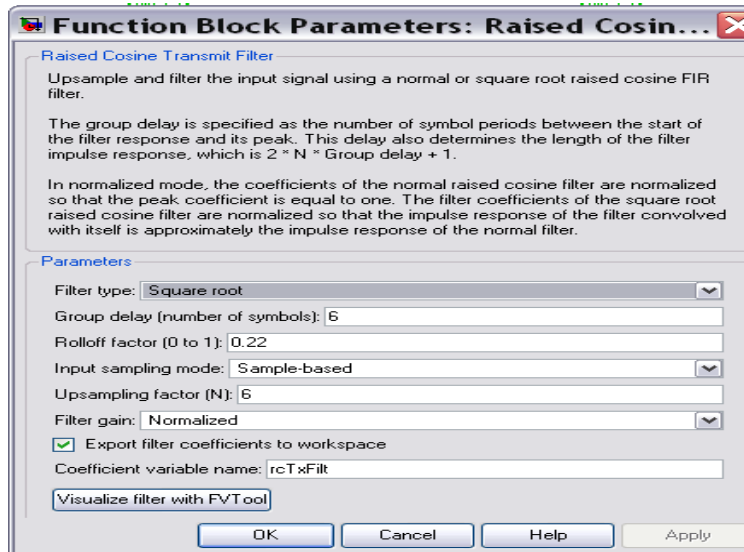 Function Block Parameters: Raised Cosin...
Raised Cosine Transmit Filter
Upsample and filter the input signal using a normal or square root raised cosine FIR
filter.
The group delay is specified as the number of symbol periods between the start of
the filter response and its peak. This delay also determines the length of the filter
impulse response, which is 2 * N * Group delay + 1.
In normalized mode, the coefficients of the normal raised cosine filter are normalized
so that the peak coefficient is equal to one. The filter coefficients of the square root
raised cosine filter are normalized so that the impulse response of the filter convolved
with itself is approximately the impulse response of the normal filter.
Parameters
Filter type: Square root
Group delay (number of symbols): 6
Rolloff factor (0 to 1): 0.22
Input sampling mode: Sample-based
Upsampling factor (N): 6
Filter gain: Normalized
Export filter coefficients to workspace
Coefficient variable name: rcTxFilt
Visualize filter with FVTool
OK Cancel Help Apply